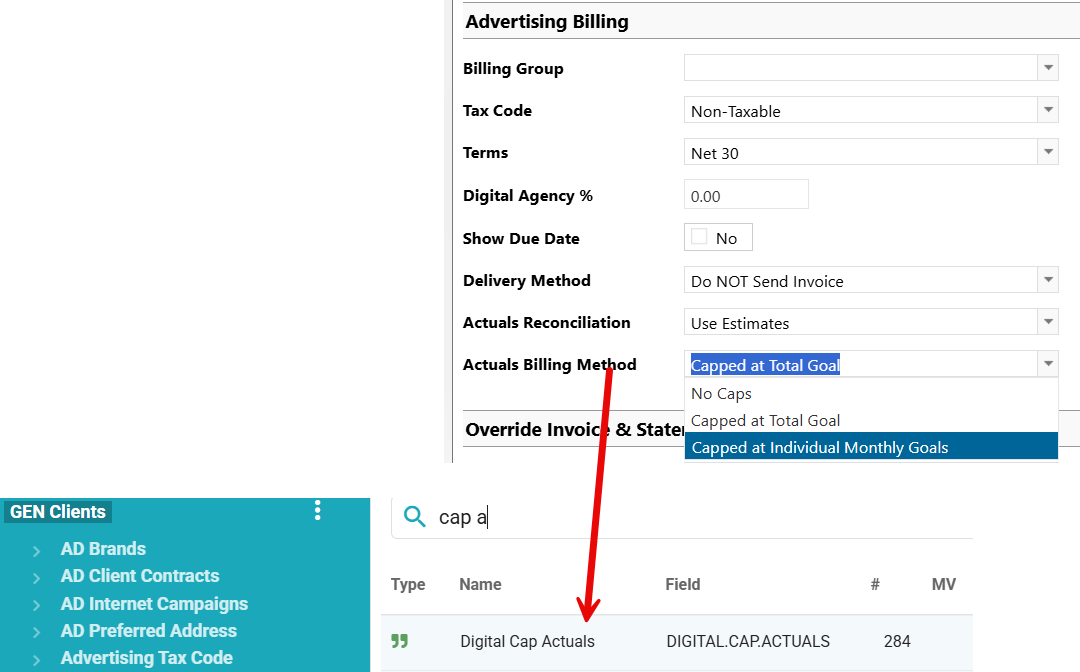 Advertising Billing
Billing Group
Tax Code Non-Taxable
Terms Net 30
Digital Agency % 0.00
Show Due Date No
Delivery Method Do NOT Send Invoice
Actuals Reconciliation Use Estimates
Actuals Billing Method Capped at Total Goal
No Caps
Capped at Total Goal
Override Invoice & State
Capped at Individual Monthly Goals
GEN Clients
AD Brands
AD Client Contracts
AD Internet Campaigns
AD Preferred Address
Advertising Tax Code
cap a
Type Name Field # MV
Digital Cap Actuals DIGITAL.CAP.ACTUALS 284